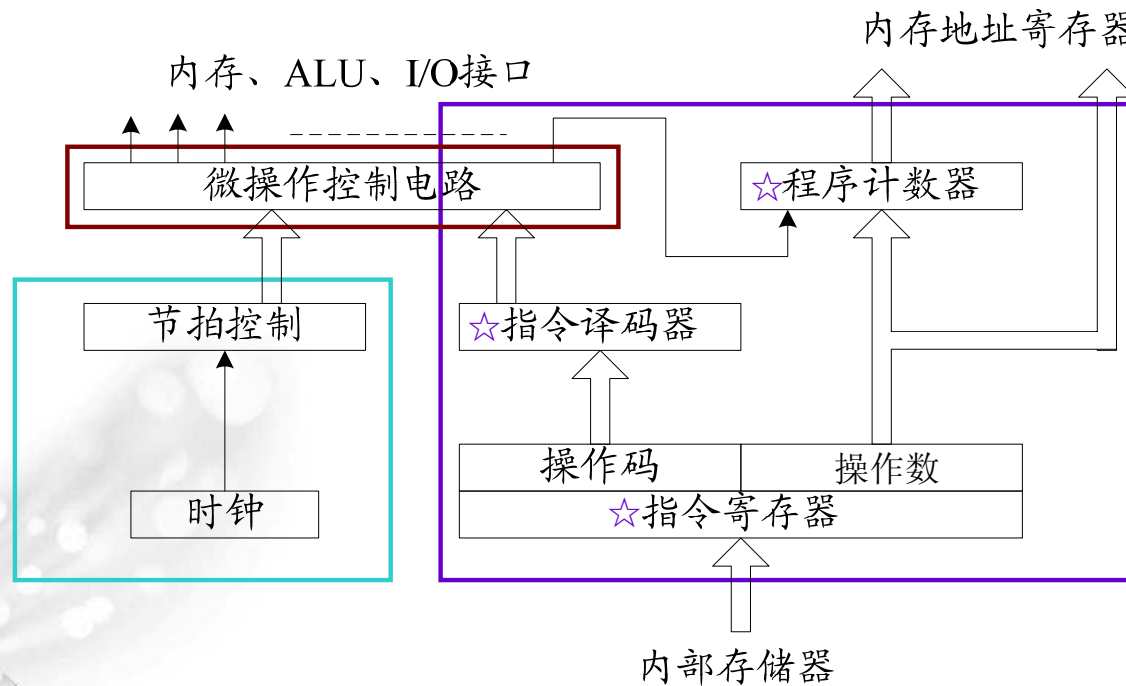 内存地址寄存器
内存、ALU、I/O接口
微操作控制电路
☆程序计数器
节拍控制
☆指令译码器
操作码
操作数
时钟
☆指令寄存器
内部存储器